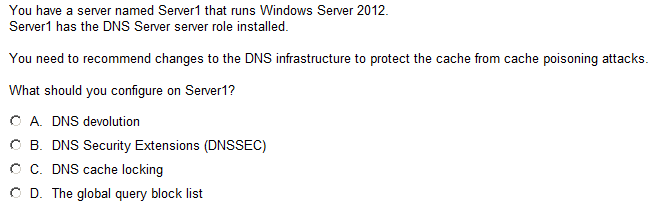 You have a server named Server1 that runs Windows Server 2012.
Server1 has the DNS Server server role installed.
You need to recommend changes to the DNS infrastructure to protect the cache from cache poisoning attacks.
What should you configure on Server1?
A. DNS devolution
B. DNS Security Extensions (DNSSEC)
C. DNS cache locking
D. The global query block list